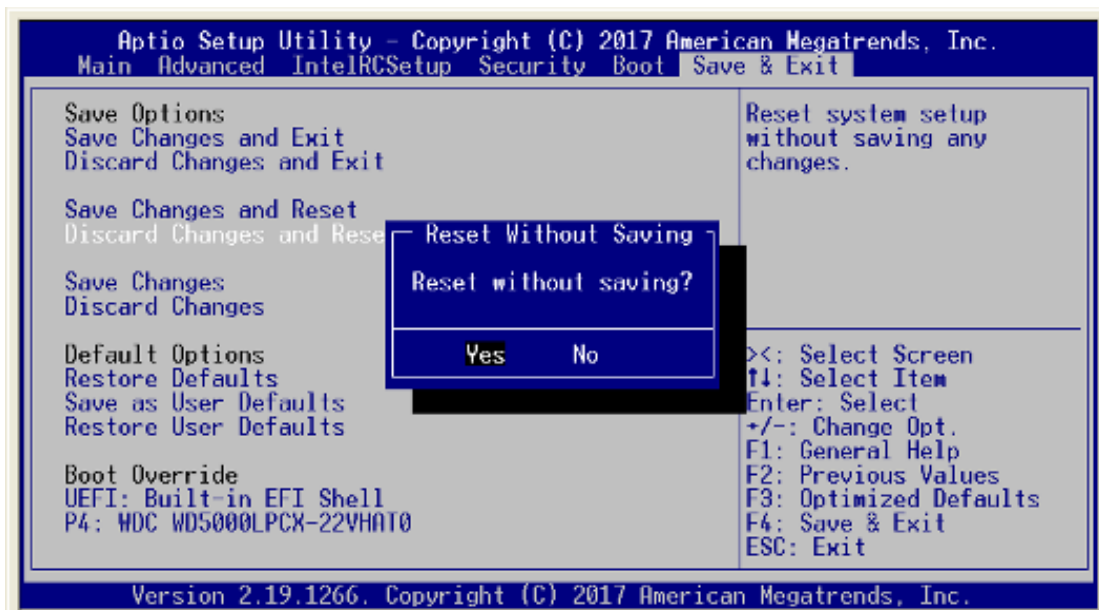 Aptio Setup Utility – Copyright (C) 2017 American Megatrends, Inc.
Main Advanced IntelRCSetup Security Boot Save & Exit
Save Options
Save Changes and Exit
Discard Changes and Exit
Save Changes and Reset
Discard Changes and Rese
Save Changes
Discard Changes
Default Options
Restore Defaults
Save as User Defaults
Restore User Defaults
Boot Override
UEFI: Built-in EFI Shell
P4: WDC WD5000LPCX-22VHAT0
Reset Without Saving
Reset without saving?
Yes No
Reset system setup
without saving any
changes.
><: Select Screen
↑↓: Select Item
Enter: Select
+/-: Change Opt.
F1: General Help
F2: Previous Values
F3: Optimized Defaults
F4: Save & Exit
ESC: Exit
Version 2.19.1266. Copyright (C) 2017 American Megatrends, Inc.